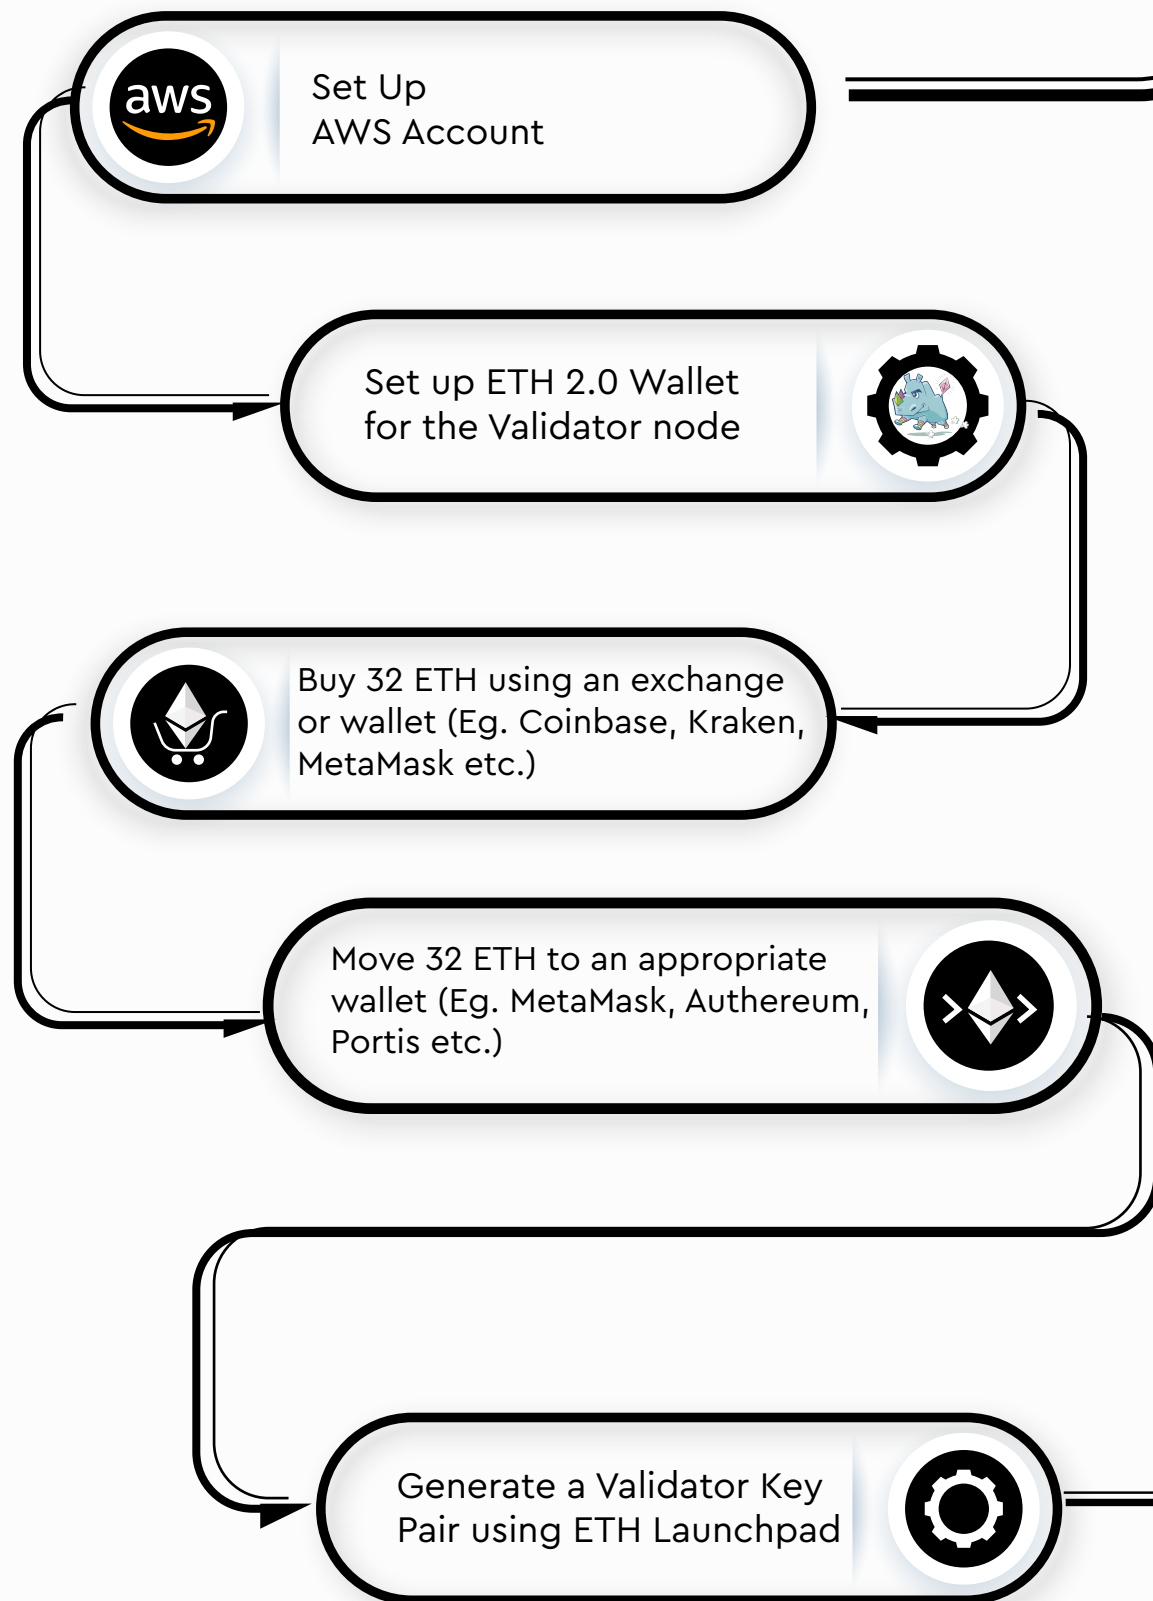 aws
Set Up
AWS Account
Set up ETH 2.0 Wallet
for the Validator node
Buy 32 ETH using an exchange
or wallet (Eg. Coinbase, Kraken,
MetaMask etc.)
Move 32 ETH to an appropriate
wallet (Eg. MetaMask, Authereum,
Portis etc.)
Generate a Validator Key
Pair using ETH Launchpad